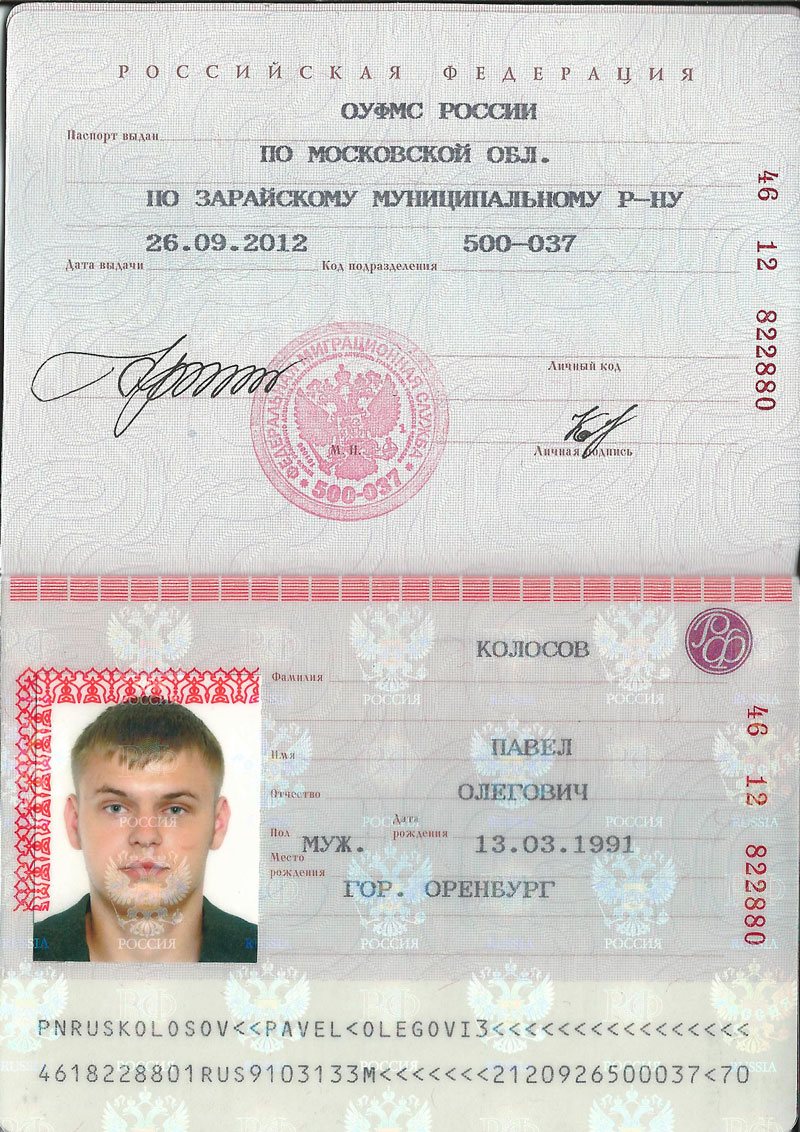 РОССИЙСКАЯ ФЕДЕРАЦИЯ
Паспорт выдан ОУФМС РОССИИ
ПО МОСКОВСКОЙ ОБЛ.
ПО ЗАРАЙСКОМУ МУНИЦИПАЛЬНОМУ Р-НУ
Дата выдачи 26.09.2012 Код подразделения 500-037
46 12 822880
Личный код
Личная подпись
ФЕДЕРАЛЬНАЯ МИГРАЦИОННАЯ СЛУЖБА
М. П.
500-037
КОЛОСОВ
Фамилия
Имя ПАВЕЛ
Отчество ОЛЕГОВИЧ
Пол МУЖ. Дата рождения 13.03.1991
Место рождения ГОР. ОРЕНБУРГ
46 12 822880
РФ
РОССИЯ
RUSSIA
PNRUSKOLOSOV<<PAVEL<OLEGOVI3<<<<<<<<<<<<<<<<
4618228801RUS9103133M<<<<<<<2120926500037<70